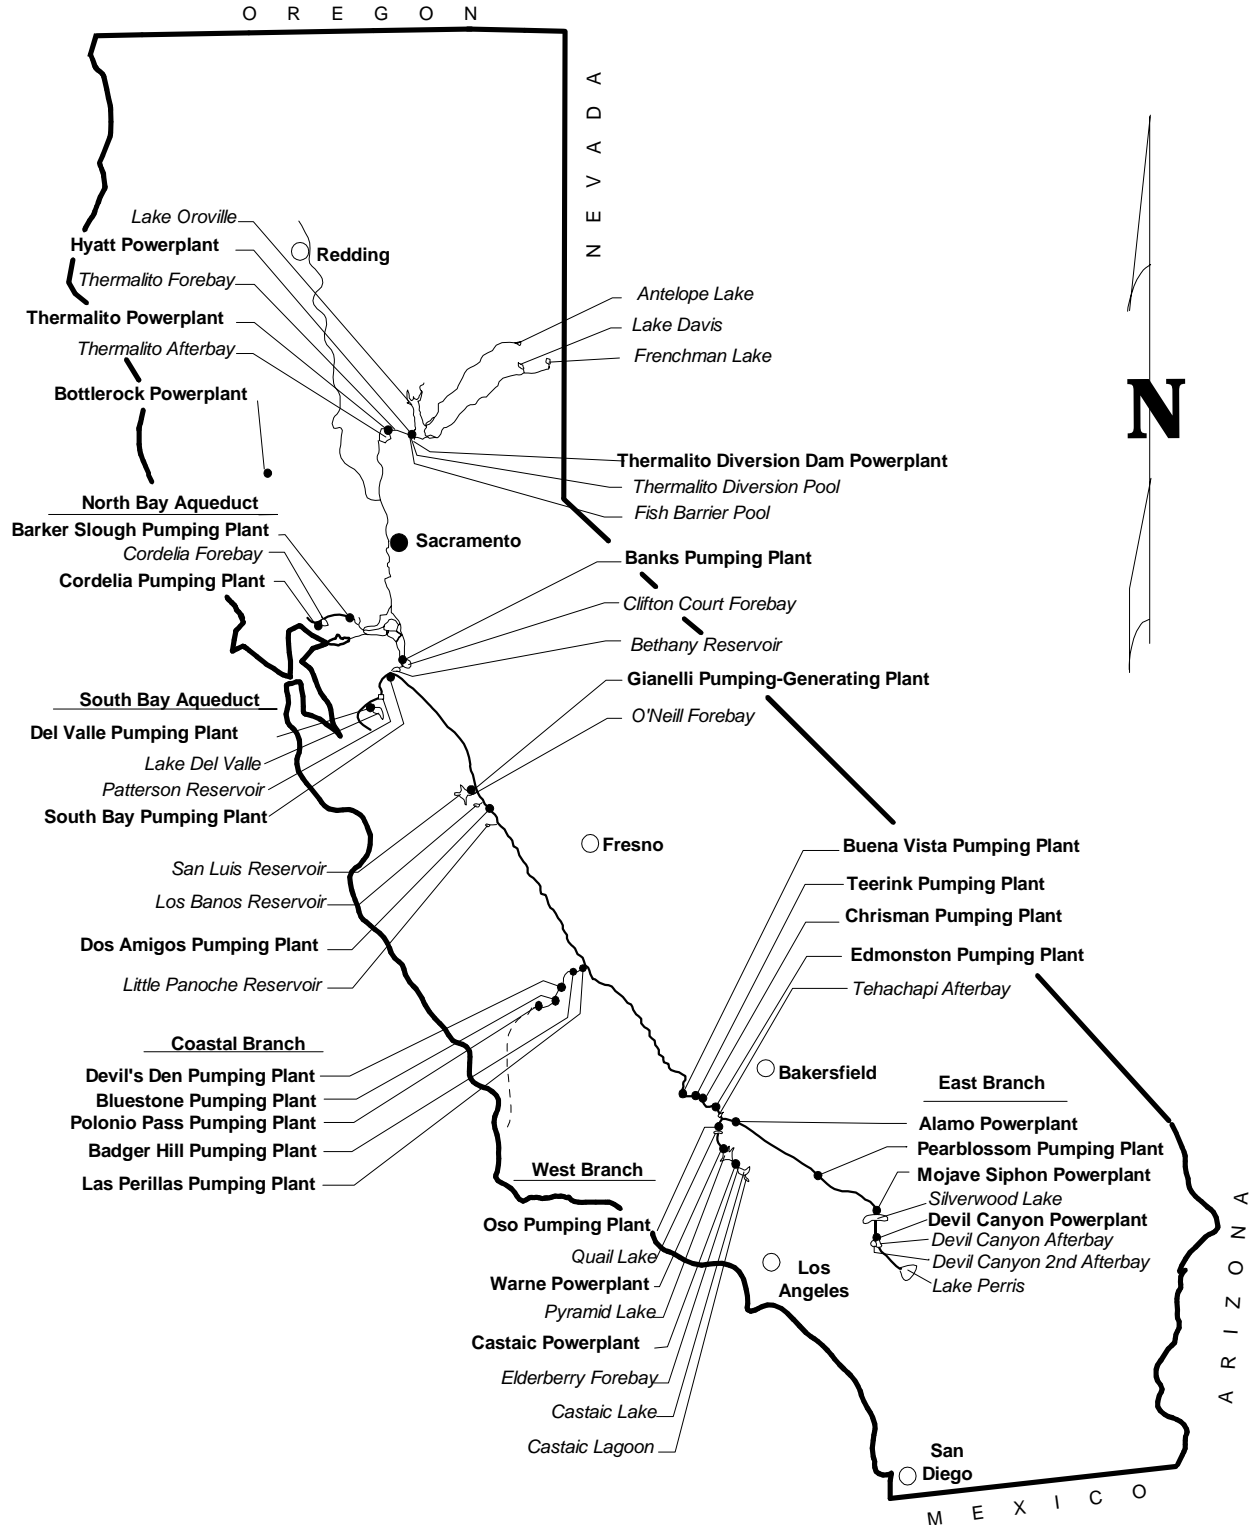 O R E G O N
N E V A D A
Lake Oroville
Hyatt Powerplant
Redding
Thermalito Forebay
Antelope Lake
Thermalito Powerplant
Lake Davis
Thermalito Afterbay
Frenchman Lake
Bottlerock Powerplant
N
Thermalito Diversion Dam Powerplant
Thermalito Diversion Pool
North Bay Aqueduct
Fish Barrier Pool
Barker Slough Pumping Plant
Sacramento
Cordelia Forebay
Banks Pumping Plant
Cordelia Pumping Plant
Clifton Court Forebay
Bethany Reservoir
Gianelli Pumping-Generating Plant
South Bay Aqueduct
O'Neill Forebay
Del Valle Pumping Plant
Lake Del Valle
Patterson Reservoir
South Bay Pumping Plant
Fresno
Buena Vista Pumping Plant
San Luis Reservoir
Teerink Pumping Plant
Los Banos Reservoir
Chrisman Pumping Plant
Dos Amigos Pumping Plant
Edmonston Pumping Plant
Little Panoche Reservoir
Tehachapi Afterbay
Coastal Branch
Devil's Den Pumping Plant
Bakersfield
East Branch
Bluestone Pumping Plant
Polonio Pass Pumping Plant
Alamo Powerplant
Badger Hill Pumping Plant
Pearblossom Pumping Plant
Las Perillas Pumping Plant
West Branch
Mojave Siphon Powerplant
Silverwood Lake
Oso Pumping Plant
Devil Canyon Powerplant
Devil Canyon Afterbay
Quail Lake
Devil Canyon 2nd Afterbay
Warne Powerplant
Los
Angeles
Lake Perris
Pyramid Lake
Castaic Powerplant
Elderberry Forebay
Castaic Lake
Castaic Lagoon
A R I Z O N A
San
Diego
M E X I C O